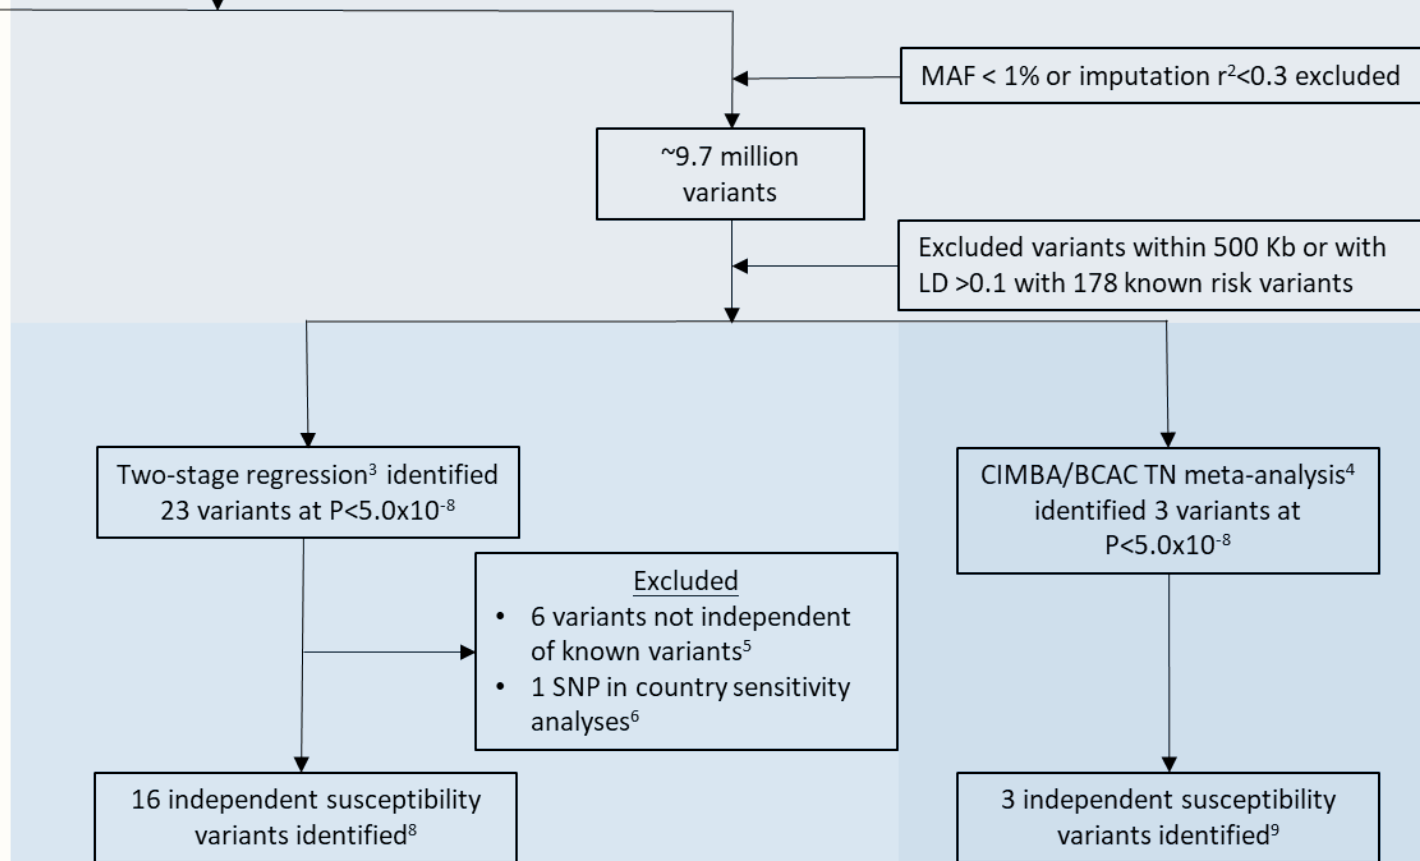 MAF < 1% or imputation r²<0.3 excluded
~9.7 million
variants
Excluded variants within 500 Kb or with
LD >0.1 with 178 known risk variants
Two-stage regression³ identified
23 variants at P<5.0x10⁻⁸
CIMBA/BCAC TN meta-analysis⁴
identified 3 variants at
P<5.0x10⁻⁸
Excluded
• 6 variants not independent
of known variants⁵
• 1 SNP in country sensitivity
analyses⁶
16 independent susceptibility
variants identified⁸
3 independent susceptibility
variants identified⁹